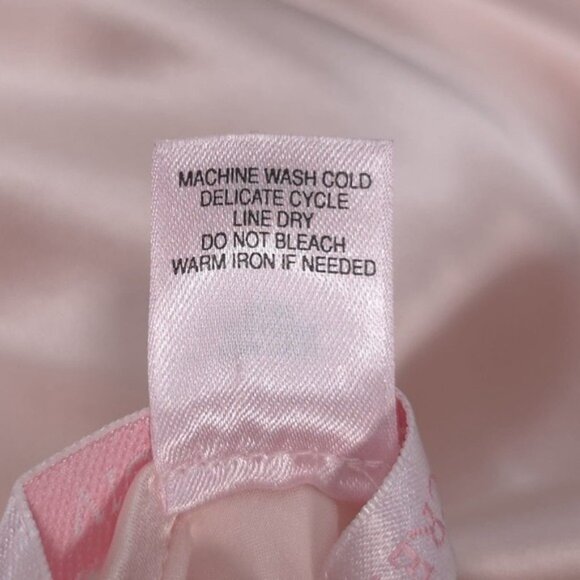 MACHINE WASH COLD
DELICATE CYCLE
LINE DRY
DO NOT BLEACH
WARM IRON IF NEEDED